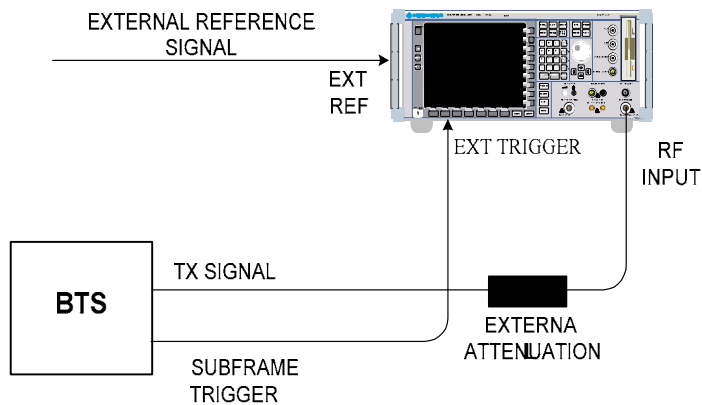 EXTERNAL REFERENCE
SIGNAL
EXT
REF
EXT TRIGGER
RF
INPUT
BTS
TX SIGNAL
EXTERNA
ATTENUATION
SUBFRAME
TRIGGER